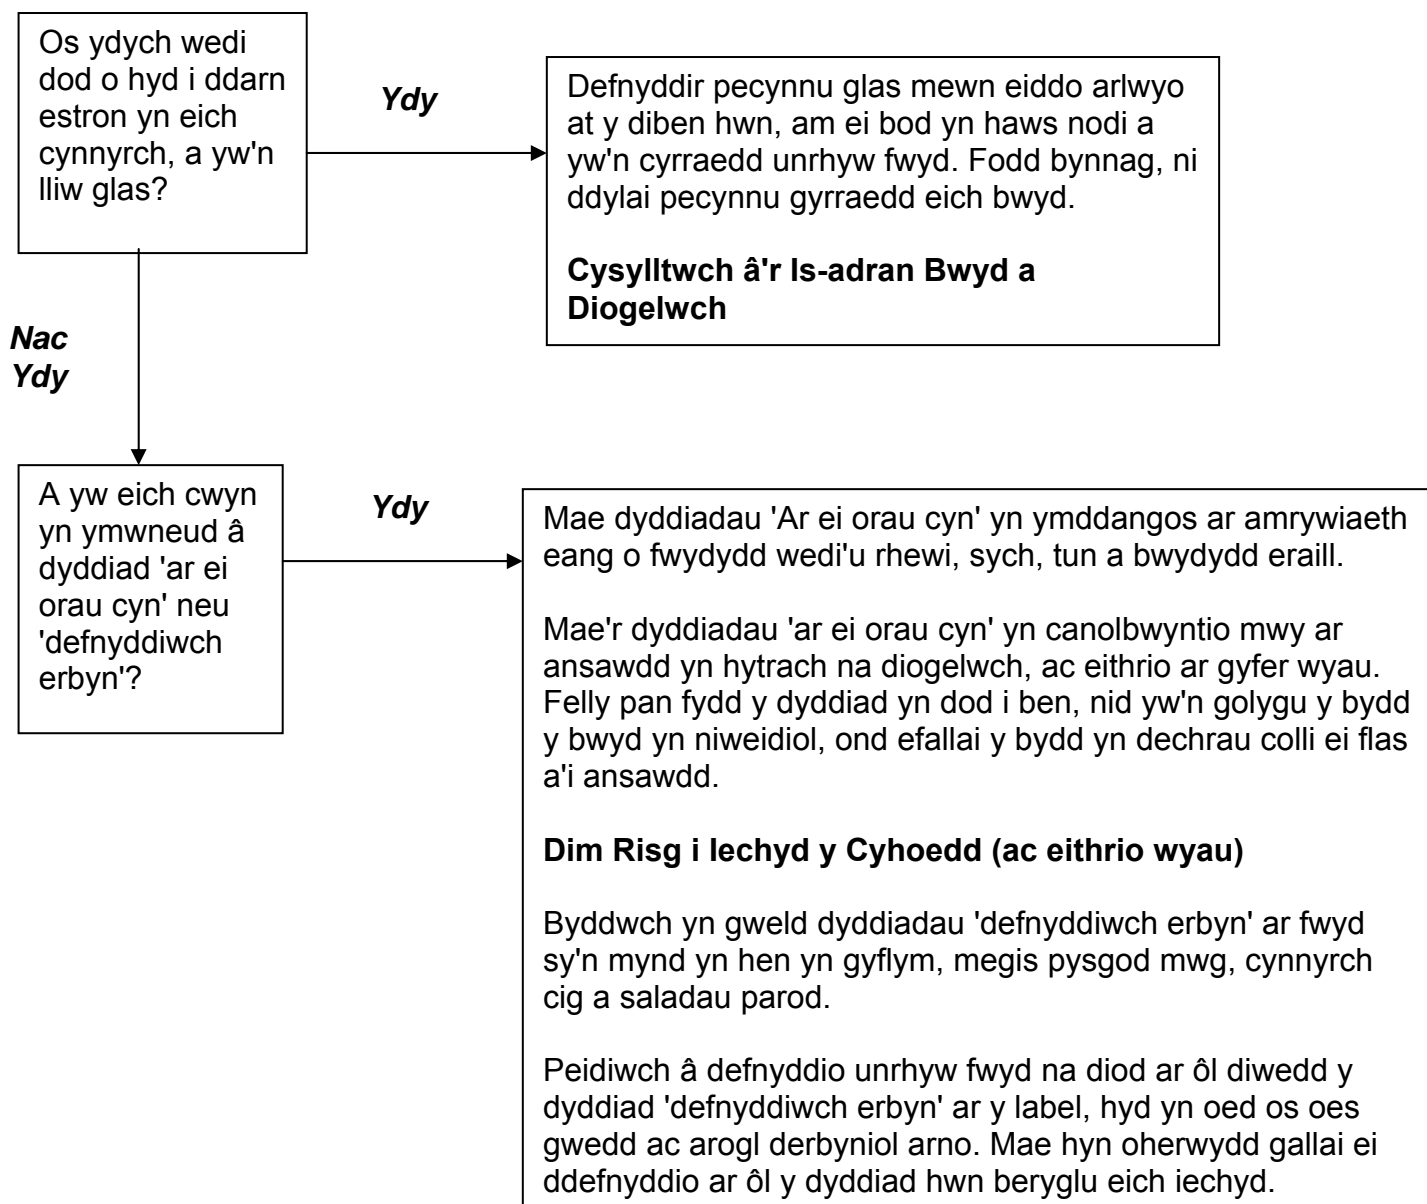 Os ydych wedi
dod o hyd i ddarn
estron yn eich
cynnyrch, a yw'n
lliw glas?
Ydy
Defnyddir pecynnu glas mewn eiddo arlwyo
at y diben hwn, am ei bod yn haws nodi a
yw'n cyrraedd unrhyw fwyd. Fodd bynnag, ni
ddylai pecynnu gyrraedd eich bwyd.
Cysylltwch â'r Is-adran Bwyd a
Diogelwch
Nac
Ydy
A yw eich cwyn
yn ymwneud â
dyddiad 'ar ei
orau cyn' neu
'defnyddiwch
erbyn'?
Ydy
Mae dyddiadau 'Ar ei orau cyn' yn ymddangos ar amrywiaeth
eang o fwydydd wedi'u rhewi, sych, tun a bwydydd eraill.
Mae'r dyddiadau 'ar ei orau cyn' yn canolbwyntio mwy ar
ansawdd yn hytrach na diogelwch, ac eithrio ar gyfer wyau.
Felly pan fydd y dyddiad yn dod i ben, nid yw'n golygu y bydd
y bwyd yn niweidiol, ond efallai y bydd yn dechrau colli ei flas
a'i ansawdd.
Dim Risg i Iechyd y Cyhoedd (ac eithrio wyau)
Byddwch yn gweld dyddiadau 'defnyddiwch erbyn' ar fwyd
sy'n mynd yn hen yn gyflym, megis pysgod mwg, cynnyrch
cig a saladau parod.
Peidiwch â defnyddio unrhyw fwyd na diod ar ôl diwedd y
dyddiad 'defnyddiwch erbyn' ar y label, hyd yn oed os oes
gwedd ac arogl derbyniol arno. Mae hyn oherwydd gallai ei
ddefnyddio ar ôl y dyddiad hwn beryglu eich iechyd.